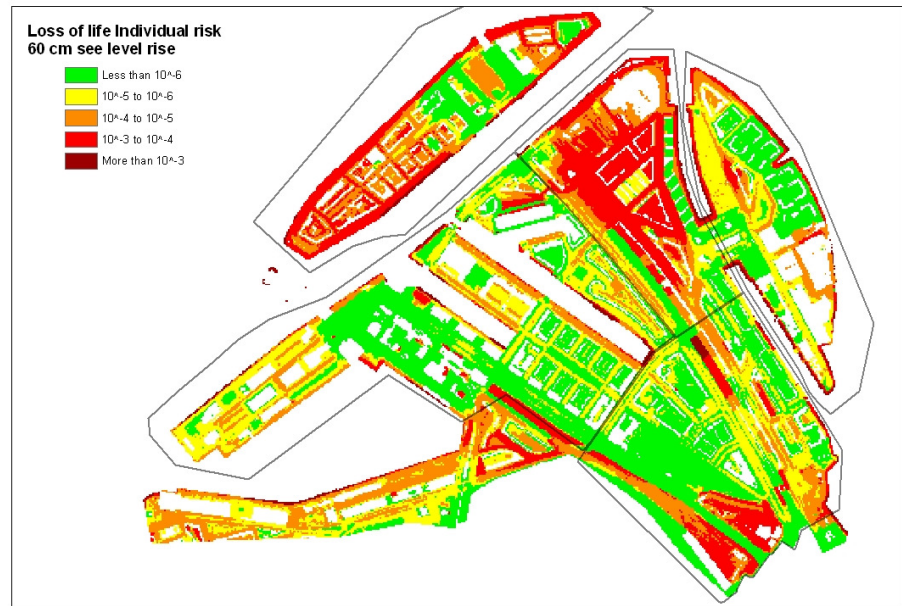 Loss of life Individual risk
60 cm see level rise
Less than 10^-6
10^-5 to 10^-6
10^-4 to 10^-5
10^-3 to 10^-4
More than 10^-3